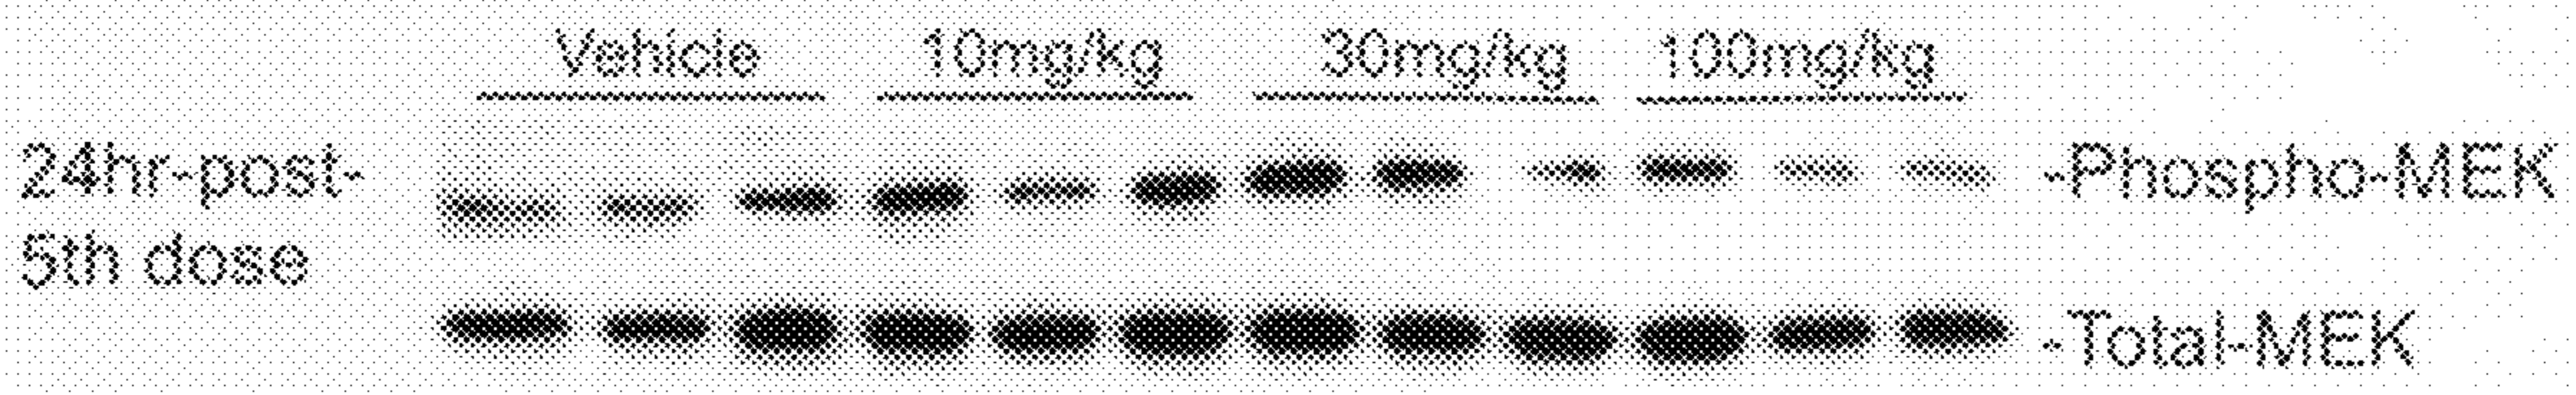 Vehicle 10mg/kg 30mg/kg 100mg/kg
24hr-post- -Phospho-MEK
5th dose
-Total-MEK